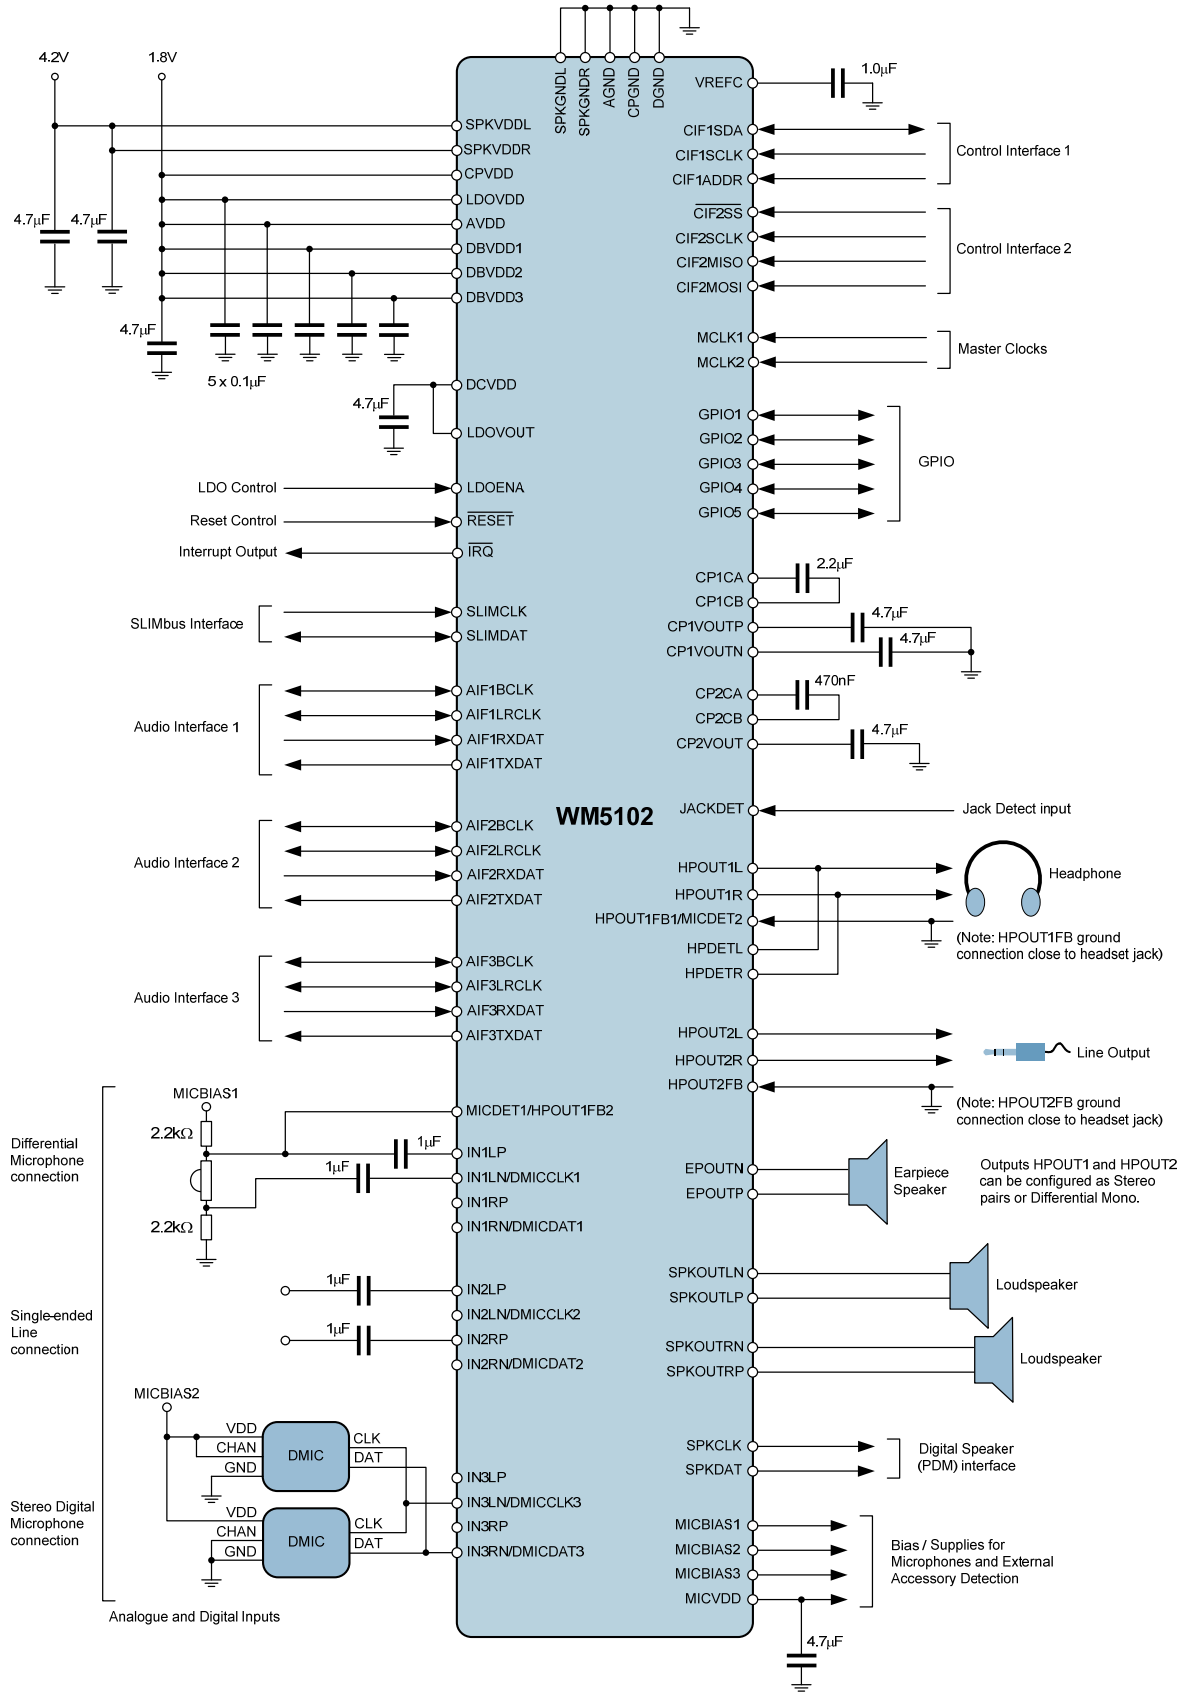 4.2V
1.8V
SPKGNDL
SPKGNDR
AGND
CPGND
DGND
VREFC
1.0µF
SPKVDDL
SPKVDDR
CPVDD
LDOVDD
AVDD
DBVDD1
DBVDD2
DBVDD3
4.7µF
4.7µF
4.7µF
5 x 0.1µF
DCVDD
4.7µF
LDOVOUT
LDO Control
LDOENA
Reset Control
RESET
Interrupt Output
IRQ
SLIMbus Interface
SLIMCLK
SLIMDAT
Audio Interface 1
AIF1BCLK
AIF1LRCLK
AIF1RXDAT
AIF1TXDAT
Audio Interface 2
AIF2BCLK
AIF2LRCLK
AIF2RXDAT
AIF2TXDAT
Audio Interface 3
AIF3BCLK
AIF3LRCLK
AIF3RXDAT
AIF3TXDAT
WM5102
MICBIAS1
2.2kΩ
2.2kΩ
Differential
Microphone
connection
MICDET1/HPOUT1FB2
1µF
IN1LP
1µF
IN1LN/DMICCLK1
IN1RP
IN1RN/DMICDAT1
Single-ended
Line
connection
1µF
IN2LP
IN2LN/DMICCLK2
1µF
IN2RP
IN2RN/DMICDAT2
MICBIAS2
VDD
CHAN
GND
DMIC
CLK
DAT
Stereo Digital
Microphone
connection
VDD
CHAN
GND
DMIC
CLK
DAT
IN3LP
IN3LN/DMICCLK3
IN3RP
IN3RN/DMICDAT3
Analogue and Digital Inputs
CIF1SDA
CIF1SCLK
CIF1ADDR
Control Interface 1
CIF2SS
CIF2SCLK
CIF2MISO
CIF2MOSI
Control Interface 2
MCLK1
MCLK2
Master Clocks
GPIO1
GPIO2
GPIO3
GPIO4
GPIO5
GPIO
CP1CA
2.2µF
CP1CB
CP1VOUTP
4.7µF
CP1VOUTN
4.7µF
CP2CA
470nF
CP2CB
CP2VOUT
4.7µF
JACKDET
Jack Detect input
HPOUT1L
HPOUT1R
HPOUT1FB1/MICDET2
HPDETL
HPDETR
Headphone
(Note: HPOUT1FB ground
connection close to headset jack)
HPOUT2L
HPOUT2R
HPOUT2FB
Line Output
(Note: HPOUT2FB ground
connection close to headset jack)
EPOUTN
EPOUTP
Earpiece
Speaker
Outputs HPOUT1 and HPOUT2
can be configured as Stereo
pairs or Differential Mono.
SPKOUTLN
SPKOUTLP
Loudspeaker
SPKOUTRN
SPKOUTRP
Loudspeaker
SPKCLK
SPKDAT
Digital Speaker
(PDM) interface
MICBIAS1
MICBIAS2
MICBIAS3
MICVDD
Bias / Supplies for
Microphones and External
Accessory Detection
4.7µF